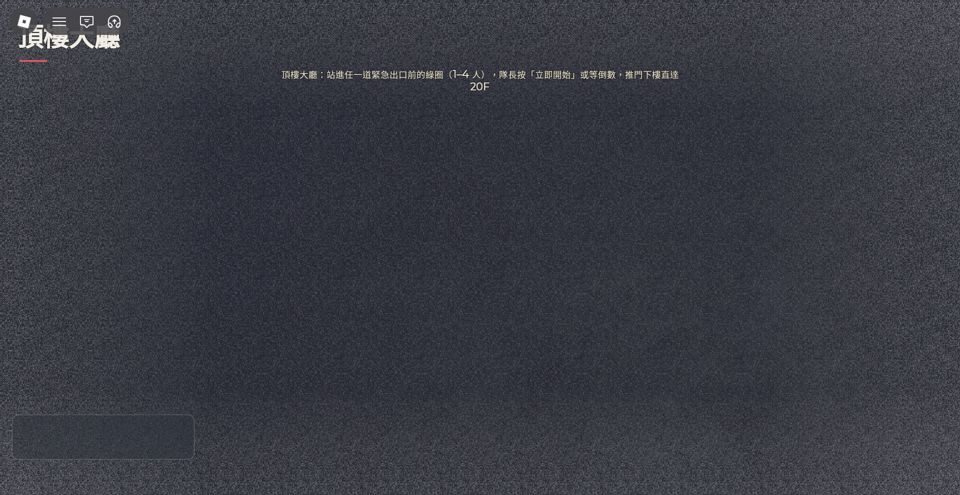 頂樓大廳
頂樓大廳：站進任一道緊急出口前的綠圈（1–4 人），隊長按「立即開始」或等倒數，推門下樓直達
20F